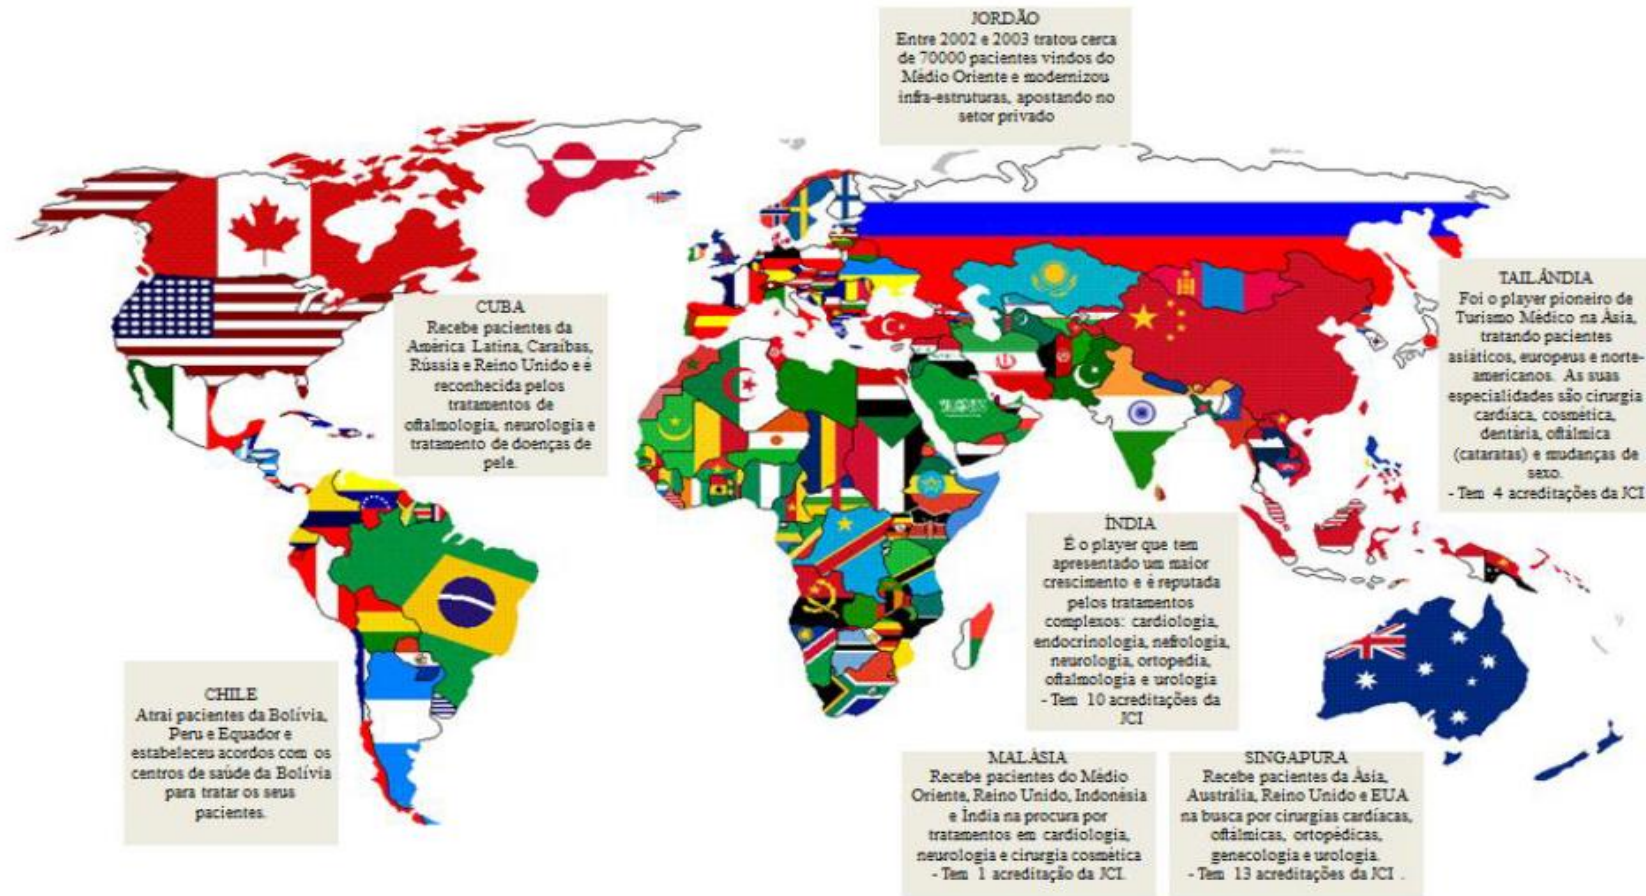 JORDÃO
Entre 2002 e 2003 tratou cerca
de 70000 pacientes vindos do
Médio Oriente e modernizou
infra-estruturas, apostando no
setor privado
CUBA
Recebe pacientes da
América Latina, Caraíbas,
Rússia e Reino Unido e é
reconhecida pelos
tratamentos de
oftalmologia, neurologia e
tratamento de doenças de
pele.
TAILÂNDIA
Foi o player pioneiro de
Turismo Médico na Ásia,
tratando pacientes
asiáticos, europeus e norte-
americanos. As suas
especialidades são cirurgia
cardíaca, cosmética,
dentária, oftálmica
(cataratas) e mudanças de
sexo.
- Tem 4 acreditações da JCI
ÍNDIA
É o player que tem
apresentado um maior
crescimento e é reputada
pelos tratamentos
complexos: cardiologia,
endocrinologia, nefrologia,
neurologia, ortopedia,
oftalmologia e urologia
- Tem 10 acreditações da
JCI
CHILE
Atrai pacientes da Bolívia,
Peru e Equador e
estabeleceu acordos com os
centros de saúde da Bolívia
para tratar os seus
pacientes.
MALÁSIA
Recebe pacientes do Médio
Oriente, Reino Unido, Indonésia
e Índia na procura por
tratamentos em cardiologia,
neurologia e cirurgia cosmética
- Tem 1 acreditação da JCI.
SINGAPURA
Recebe pacientes da Ásia,
Austrália, Reino Unido e EUA
na busca por cirurgias cardíacas,
oftálmicas, ortopédicas,
genecologia e urologia.
- Tem 13 acreditações da JCI .